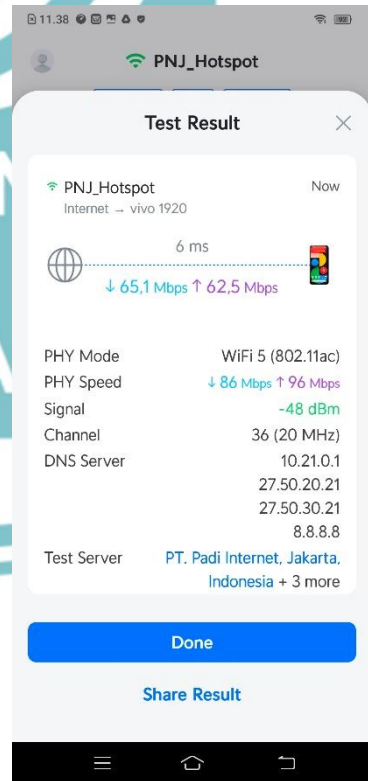 11.38
PNJ_Hotspot
Test Result
PNJ_Hotspot Now
Internet → vivo 1920
6 ms
↓ 65,1 Mbps ↑ 62,5 Mbps
PHY Mode WiFi 5 (802.11ac)
PHY Speed ↓ 86 Mbps ↑ 96 Mbps
Signal -48 dBm
Channel 36 (20 MHz)
DNS Server 10.21.0.1
27.50.20.21
27.50.30.21
8.8.8.8
Test Server PT. Padi Internet, Jakarta,
Indonesia + 3 more
Done
Share Result